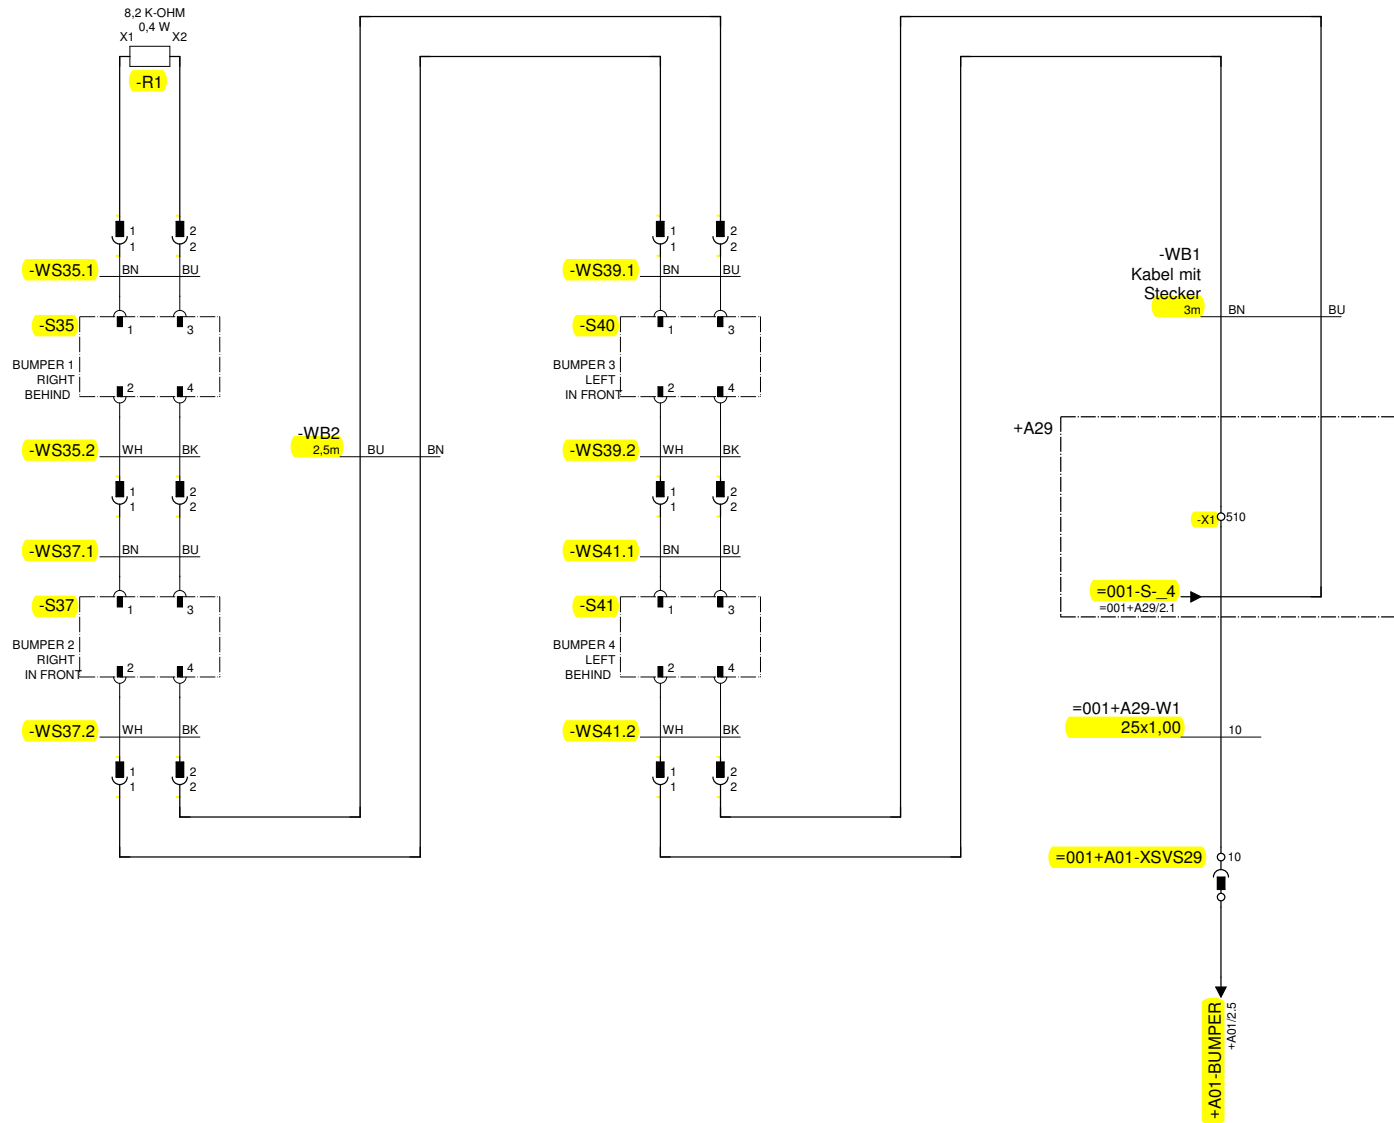 8,2 K-OHM
0,4 W
X1 X2
-R1
1 2
1 2
-WS35.1 BN BU
-S35 1 3
BUMPER 1
RIGHT
BEHIND
2 4
-WS35.2 WH BK
1 2
1 2
-WS37.1 BN BU
-S37 1 3
BUMPER 2
RIGHT
IN FRONT
2 4
-WS37.2 WH BK
1 2
1 2
-WB2
2,5m BU BN
1 2
1 2
-WS39.1 BN BU
-S40 1 3
BUMPER 3
LEFT
IN FRONT
2 4
-WS39.2 WH BK
1 2
1 2
-WS41.1 BN BU
-S41 1 3
BUMPER 4
LEFT
BEHIND
2 4
-WS41.2 WH BK
1 2
1 2
-WB1
Kabel mit
Stecker
3m BN BU
+A29
-X1 510
=001-S-_4
=001+A29/2.1
=001+A29-W1
25x1,00 10
=001+A01-XSVS29 10
+A01-BUMPER
+A01/2.5